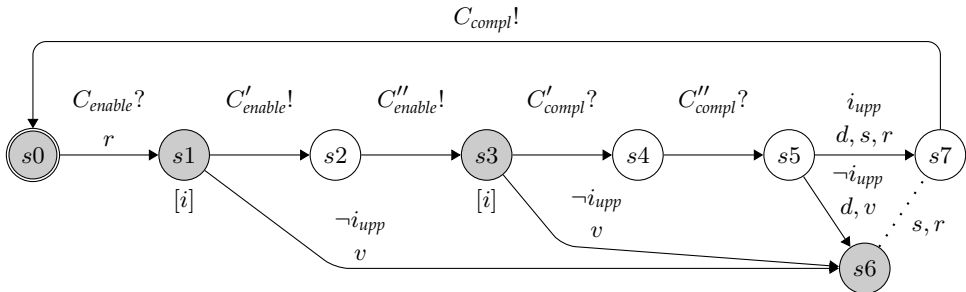 C_compl!
C_enable? C′_enable! C″_enable! C′_compl? C″_compl? i_upp
r d, s, r
s0 s1 s2 s3 s4 s5 s7
[i] [i] ¬i_upp
d, v
¬i_upp ¬i_upp
v v s, r
s6